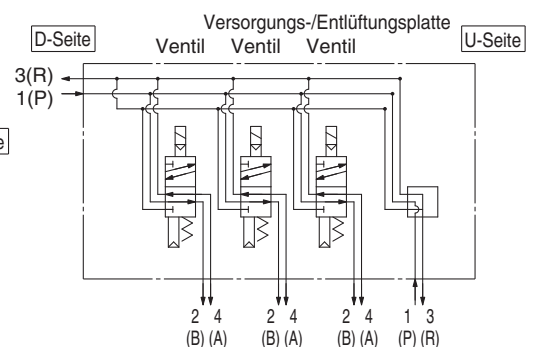 Versorgungs-/Entlüftungsplatte
D-Seite
Ventil Ventil Ventil
U-Seite
3(R)
1(P)
e
2 4 2 4 2 4 1 3
(B) (A) (B) (A) (B) (A) (P) (R)